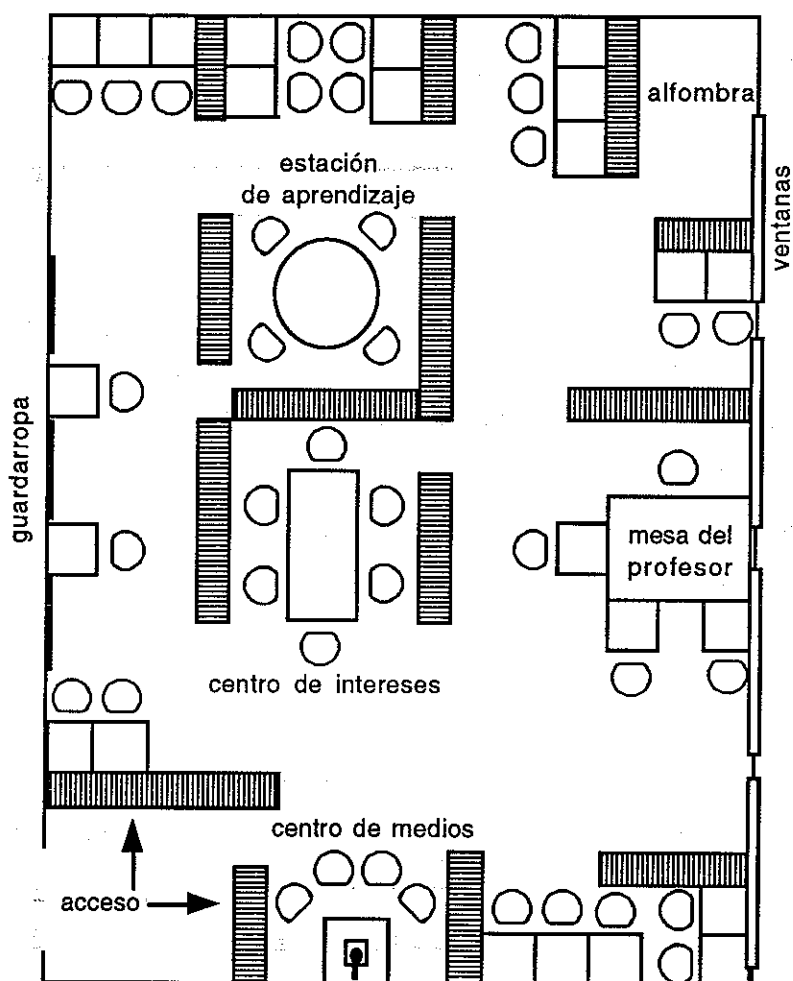 alfombra
estación
de aprendizaje
ventanas
guardarropa
mesa del
profesor
centro de intereses
centro de medios
acceso